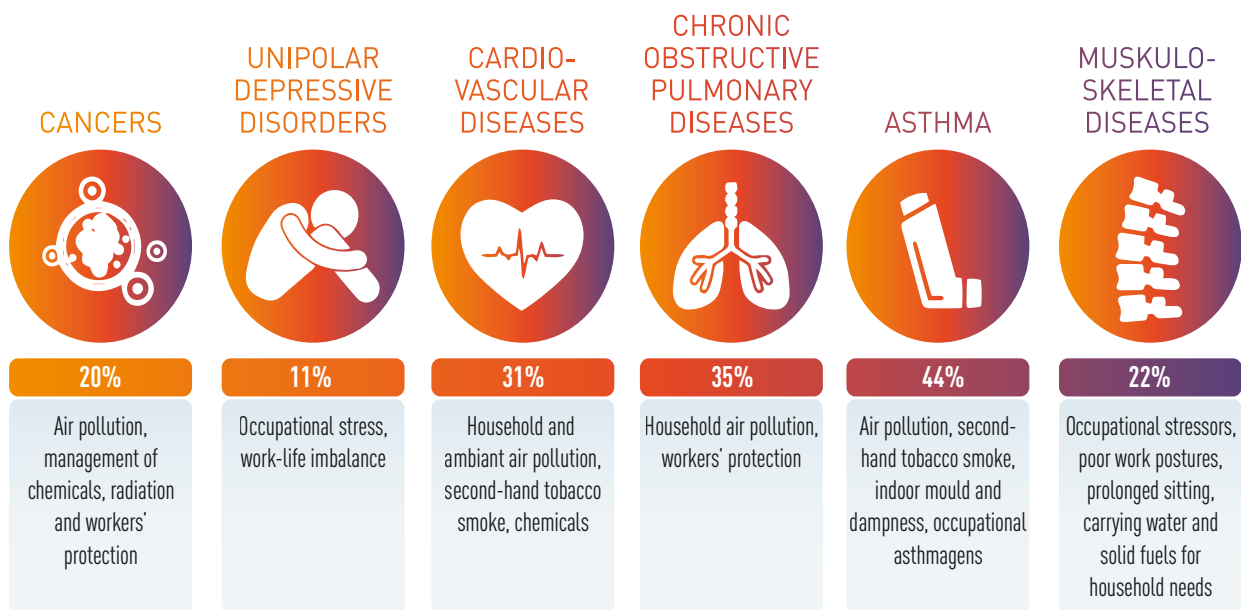 CANCERS
UNIPOLAR
DEPRESSIVE
DISORDERS
CARDIO-
VASCULAR
DISEASES
CHRONIC
OBSTRUCTIVE
PULMONARY
DISEASES
ASTHMA
MUSKULO-
SKELETAL
DISEASES
20%
11%
31%
35%
44%
22%
Air pollution,
management of
chemicals, radiation
and workers'
protection
Occupational stress,
work-life imbalance
Household and
ambiant air pollution,
second-hand tobacco
smoke, chemicals
Household air pollution,
workers' protection
Air pollution, second-
hand tobacco smoke,
indoor mould and
dampness, occupational
asthmagens
Occupational stressors,
poor work postures,
prolonged sitting,
carrying water and
solid fuels for
household needs